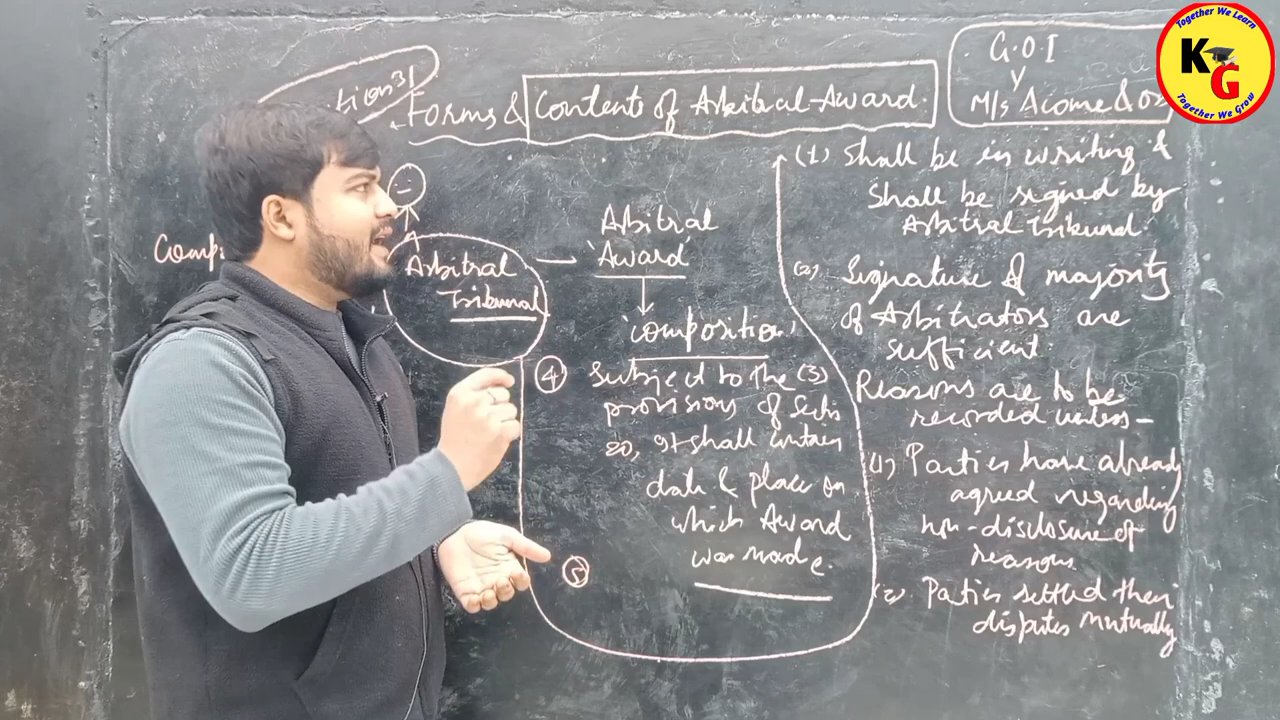 Forms & Contents of Arbitral Award.
G.O.I
V
M/s Acome & 
Together We Learn
KG
Together We Grow
Arbitral
Tribunal
Arbitral
Award
'composition'
(4) Subject to the
provisions of
20, it shall contain
date & place on
which Award
was made.
(5)
(1) Shall be in writing &
Shall be signed by
Arbitral Tribunal.
(2) Signature of majority
of Arbitrators are
sufficient.
(3) Reasons are to be
recorded unless -
(1) Parties have already
agreed regarding
non-disclosure of
reasons.
(2) Parties settled their
disputes mutually